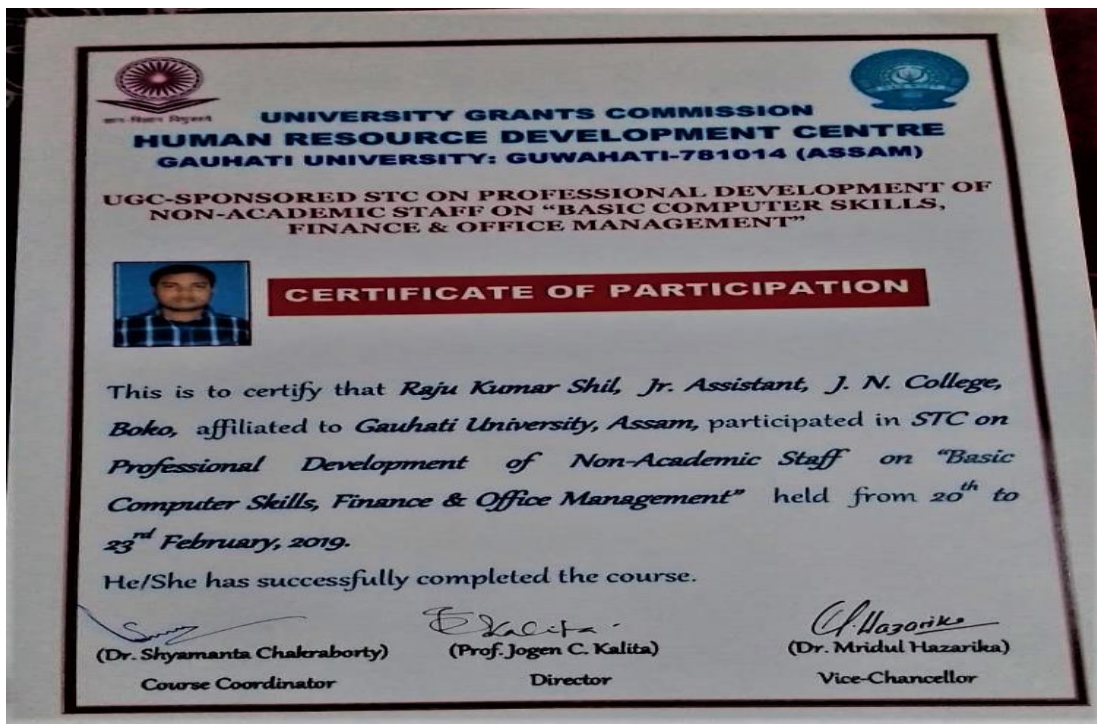 ज्ञान-विज्ञान विमुक्तये
UNIVERSITY GRANTS COMMISSION
HUMAN RESOURCE DEVELOPMENT CENTRE
GAUHATI UNIVERSITY: GUWAHATI-781014 (ASSAM)
UGC-SPONSORED STC ON PROFESSIONAL DEVELOPMENT OF
NON-ACADEMIC STAFF ON “BASIC COMPUTER SKILLS,
FINANCE & OFFICE MANAGEMENT”
CERTIFICATE OF PARTICIPATION
This is to certify that Raju Kumar Shil, Jr. Assistant, J. N. College,
Boko, affiliated to Gauhati University, Assam, participated in STC on
Professional Development of Non-Academic Staff on “Basic
Computer Skills, Finance & Office Management” held from 20th to
23rd February, 2019.
He/She has successfully completed the course.
Kalita
Hazarika
(Dr. Shyamanta Chakraborty) (Prof. Jogen C. Kalita) (Dr. Mridul Hazarika)
Course Coordinator Director Vice-Chancellor